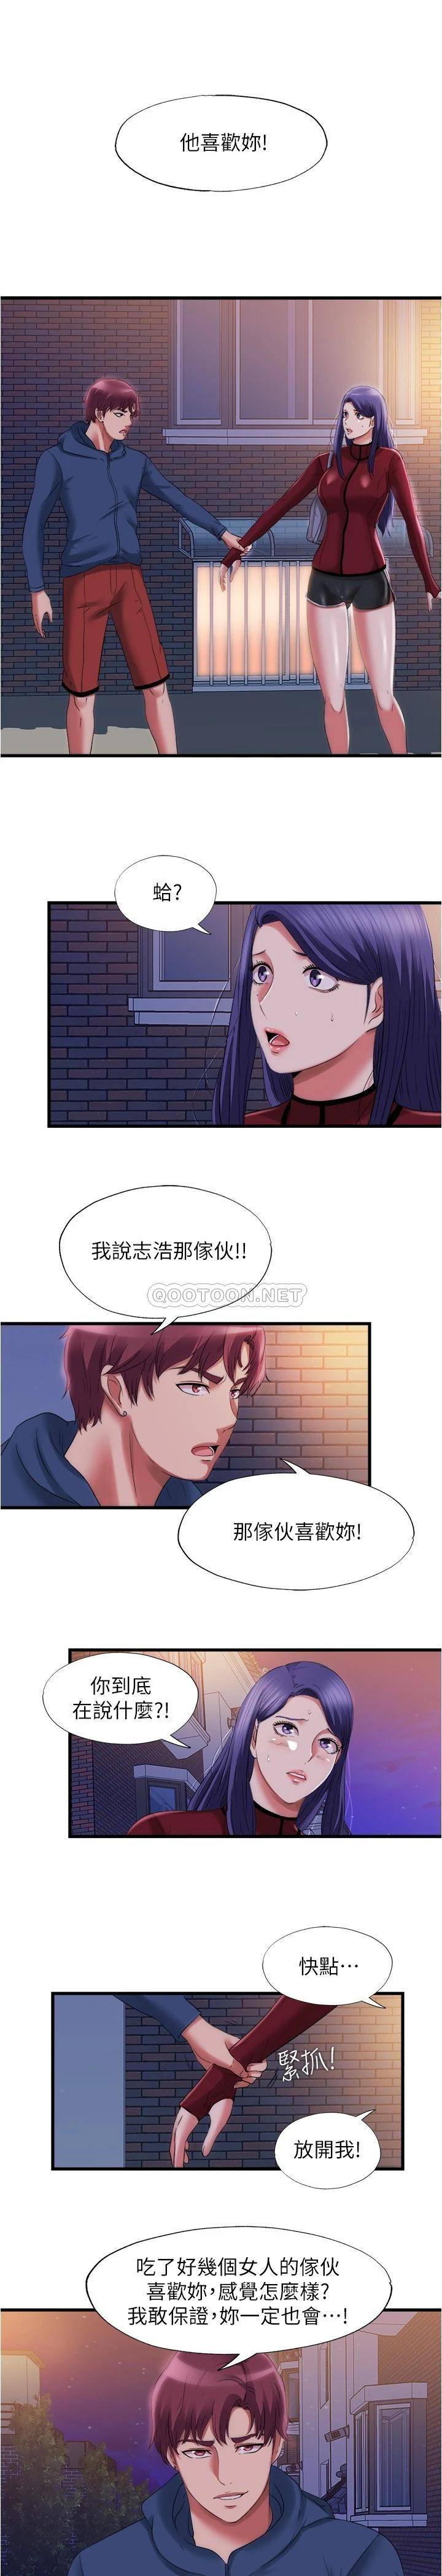 他喜歡妳!
蛤?
我說志浩那傢伙!!
QOOTOON.NET
那傢伙喜歡妳!
你到底
在說什麼?!
快點…
緊抓!
放開我!
吃了好幾個女人的傢伙
喜歡妳,感覺怎麼樣?
我敢保證,妳一定也會…!